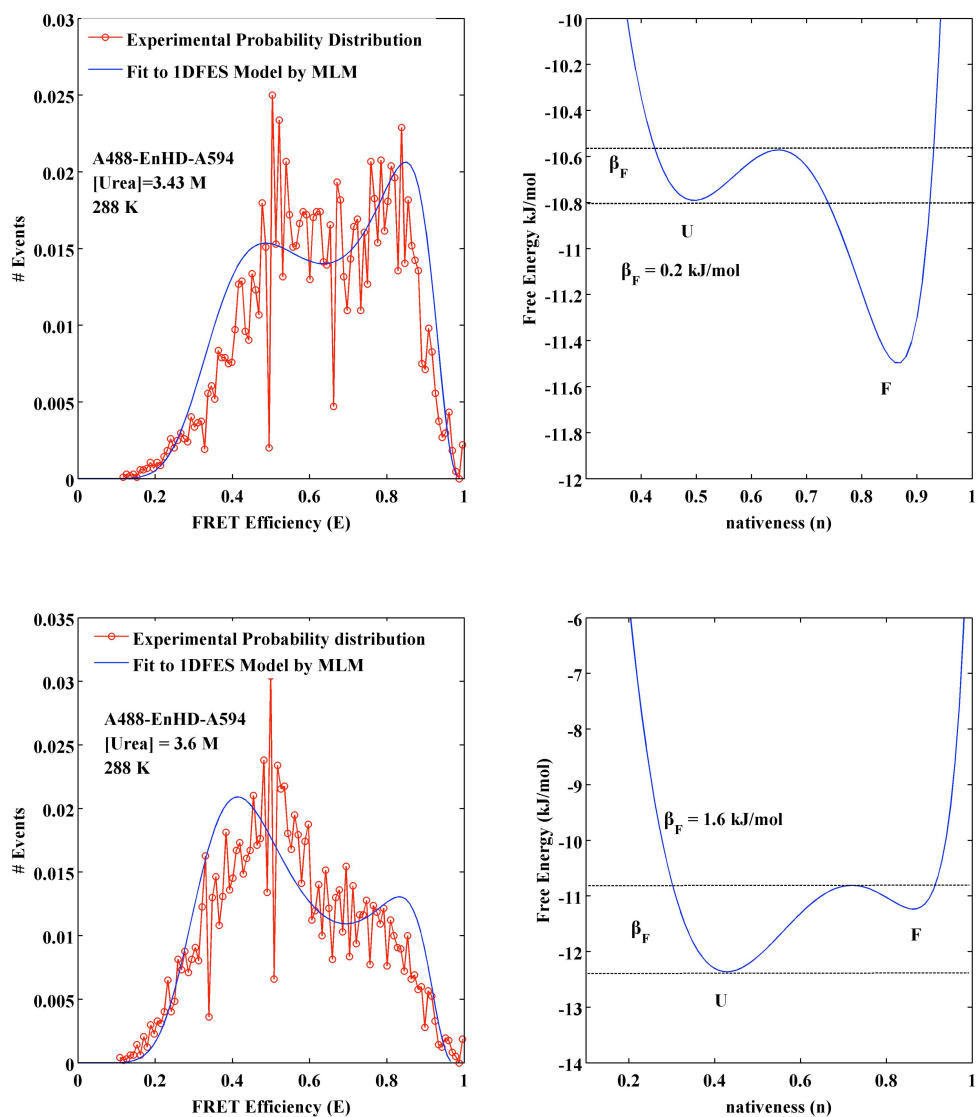 0.03
0.025
0.02
0.015
0.01
0.005
0
# Events
Experimental Probability Distribution
Fit to 1DFES Model by MLM
A488-EnHD-A594
[Urea]=3.43 M
288 K
0 0.2 0.4 0.6 0.8 1
FRET Efficiency (E)
-10
-10.2
-10.4
-10.6
-10.8
-11
-11.2
-11.4
-11.6
-11.8
-12
Free Energy kJ/mol
βF
U
βF = 0.2 kJ/mol
F
0.4 0.5 0.6 0.7 0.8 0.9 1
nativeness (n)
0.035
0.03
0.025
0.02
0.015
0.01
0.005
0
# Events
Experimental Probability distribution
Fit to 1DFES Model by MLM
A488-EnHD-A594
[Urea] = 3.6 M
288 K
0 0.2 0.4 0.6 0.8 1
FRET Efficiency (E)
-6
-7
-8
-9
-10
-11
-12
-13
-14
Free Energy (kJ/mol)
βF = 1.6 kJ/mol
βF
F
U
0.2 0.4 0.6 0.8 1
nativeness (n)